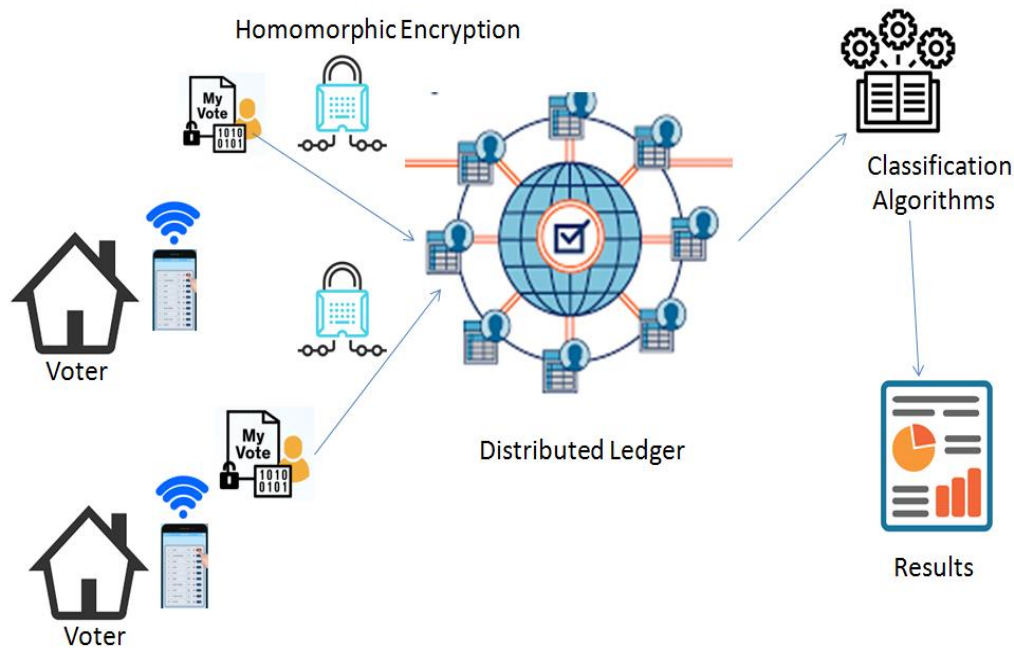 Homomorphic Encryption
My
Vote
1010
0101
Classification
Algorithms
Voter
My
Vote
1010
0101
Distributed Ledger
Results
Voter